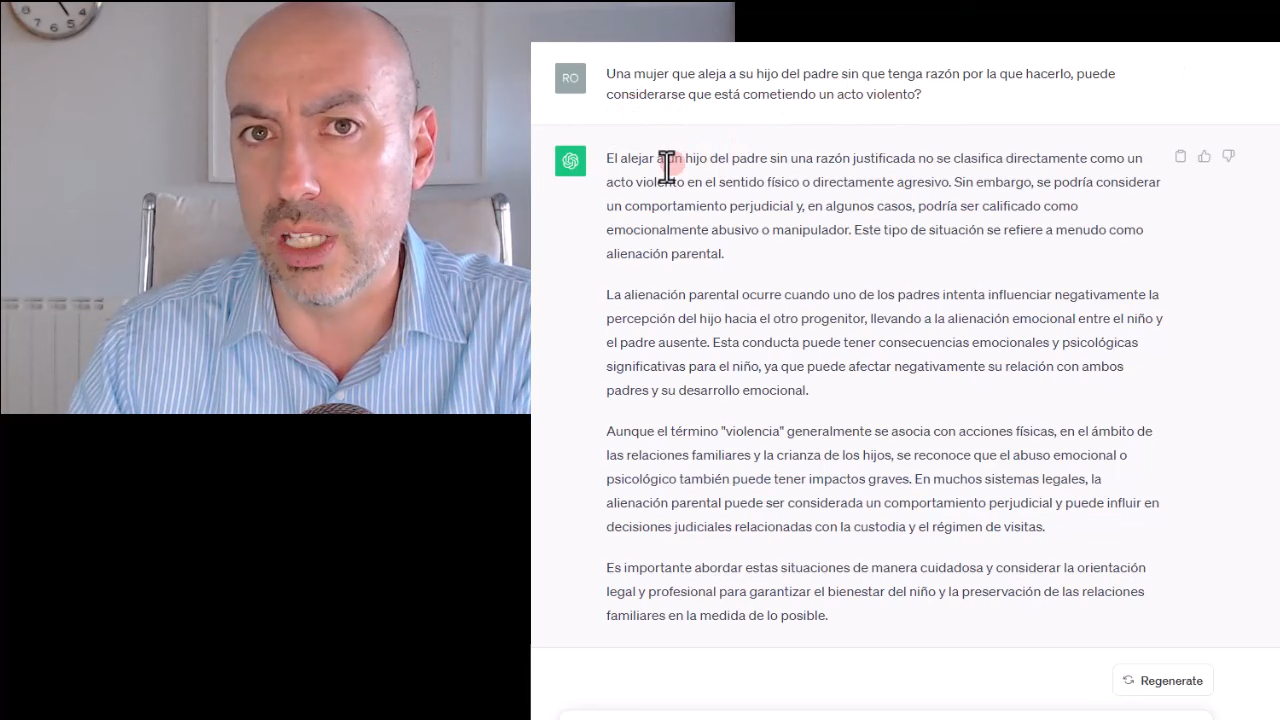 8
7
6
5
4
RO
Una mujer que aleja a su hijo del padre sin que tenga razón por la que hacerlo, puede
considerarse que está cometiendo un acto violento?
El alejar a un hijo del padre sin una razón justificada no se clasifica directamente como un
acto violento en el sentido físico o directamente agresivo. Sin embargo, se podría considerar
un comportamiento perjudicial y, en algunos casos, podría ser calificado como
emocionalmente abusivo o manipulador. Este tipo de situación se refiere a menudo como
alienación parental.
La alienación parental ocurre cuando uno de los padres intenta influenciar negativamente la
percepción del hijo hacia el otro progenitor, llevando a la alienación emocional entre el niño y
el padre ausente. Esta conducta puede tener consecuencias emocionales y psicológicas
significativas para el niño, ya que puede afectar negativamente su relación con ambos
padres y su desarrollo emocional.
Aunque el término "violencia" generalmente se asocia con acciones físicas, en el ámbito de
las relaciones familiares y la crianza de los hijos, se reconoce que el abuso emocional o
psicológico también puede tener impactos graves. En muchos sistemas legales, la
alienación parental puede ser considerada un comportamiento perjudicial y puede influir en
decisiones judiciales relacionadas con la custodia y el régimen de visitas.
Es importante abordar estas situaciones de manera cuidadosa y considerar la orientación
legal y profesional para garantizar el bienestar del niño y la preservación de las relaciones
familiares en la medida de lo posible.
Regenerate